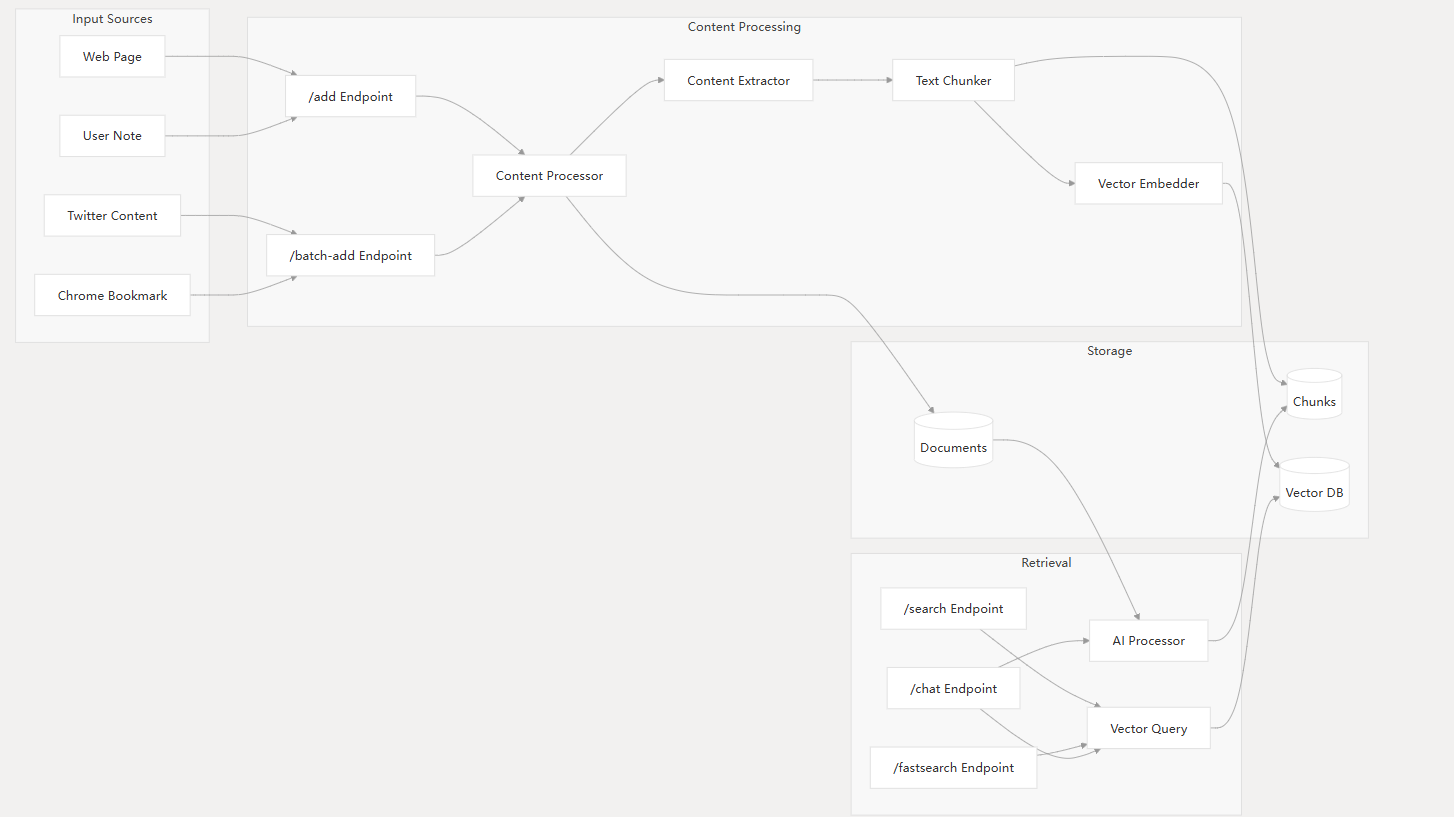 Input Sources
Web Page
User Note
Twitter Content
Chrome Bookmark
Content Processing
/add Endpoint
/batch-add Endpoint
Content Processor
Content Extractor
Text Chunker
Vector Embedder
Storage
Documents
Chunks
Vector DB
Retrieval
/search Endpoint
/chat Endpoint
/fastsearch Endpoint
AI Processor
Vector Query